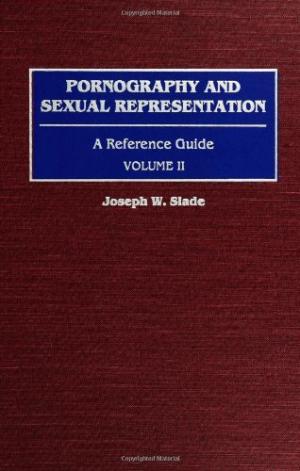 PORNOGRAPHY AND
SEXUAL REPRESENTATION
A Reference Guide
VOLUME II
Joseph W. Slade